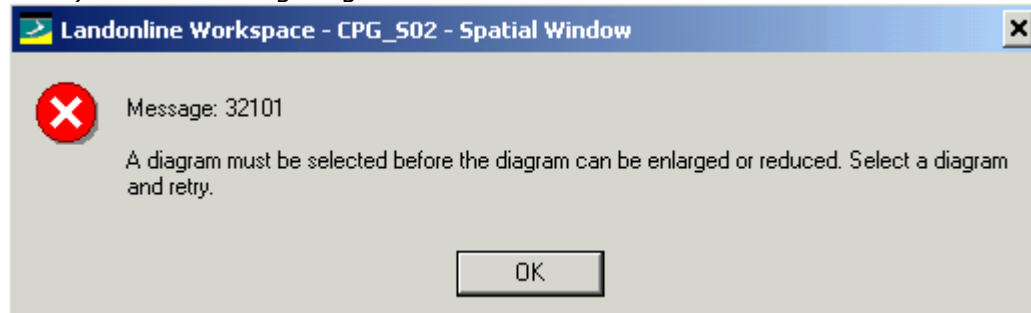 Landonline Workspace - CPG_S02 - Spatial Window
Message: 32101
A diagram must be selected before the diagram can be enlarged or reduced. Select a diagram
and retry.
OK